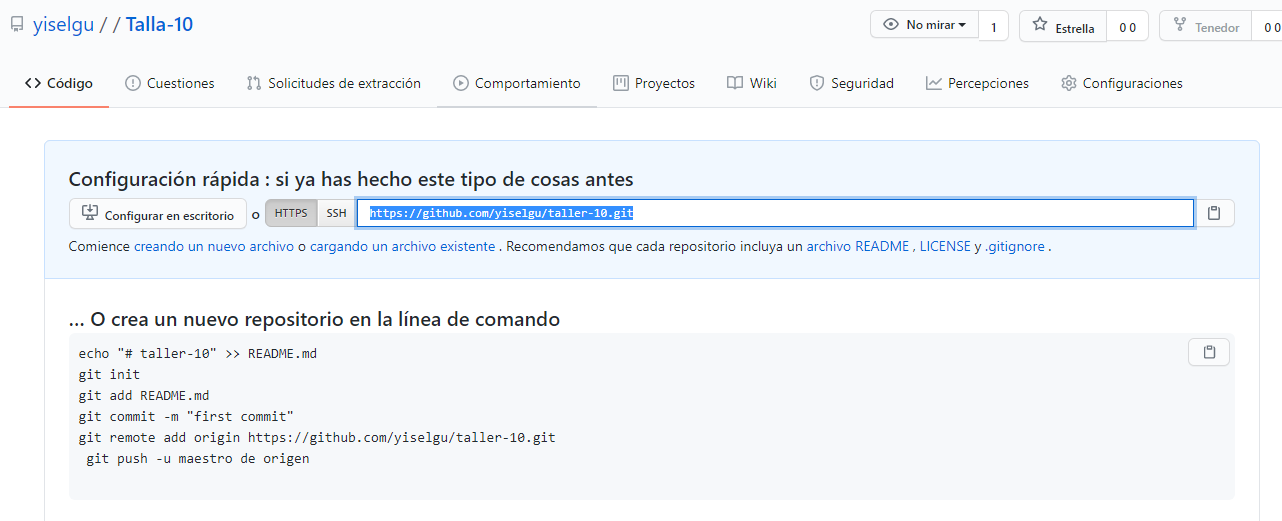 yiselgu / / Talla-10
No mirar 1 Estrella 0 0 Tenedor 0 0
Código Cuestiones Solicitudes de extracción Comportamiento Proyectos Wiki Seguridad Percepciones Configuraciones
Configuración rápida : si ya has hecho este tipo de cosas antes
Configurar en escritorio o HTTPS SSH https://github.com/yiselgu/taller-10.git
Comience creando un nuevo archivo o cargando un archivo existente . Recomendamos que cada repositorio incluya un archivo README , LICENSE y .gitignore .
... O crea un nuevo repositorio en la línea de comando
echo "# taller-10" >> README.md
git init
git add README.md
git commit -m "first commit"
git remote add origin https://github.com/yiselgu/taller-10.git
git push -u maestro de origen